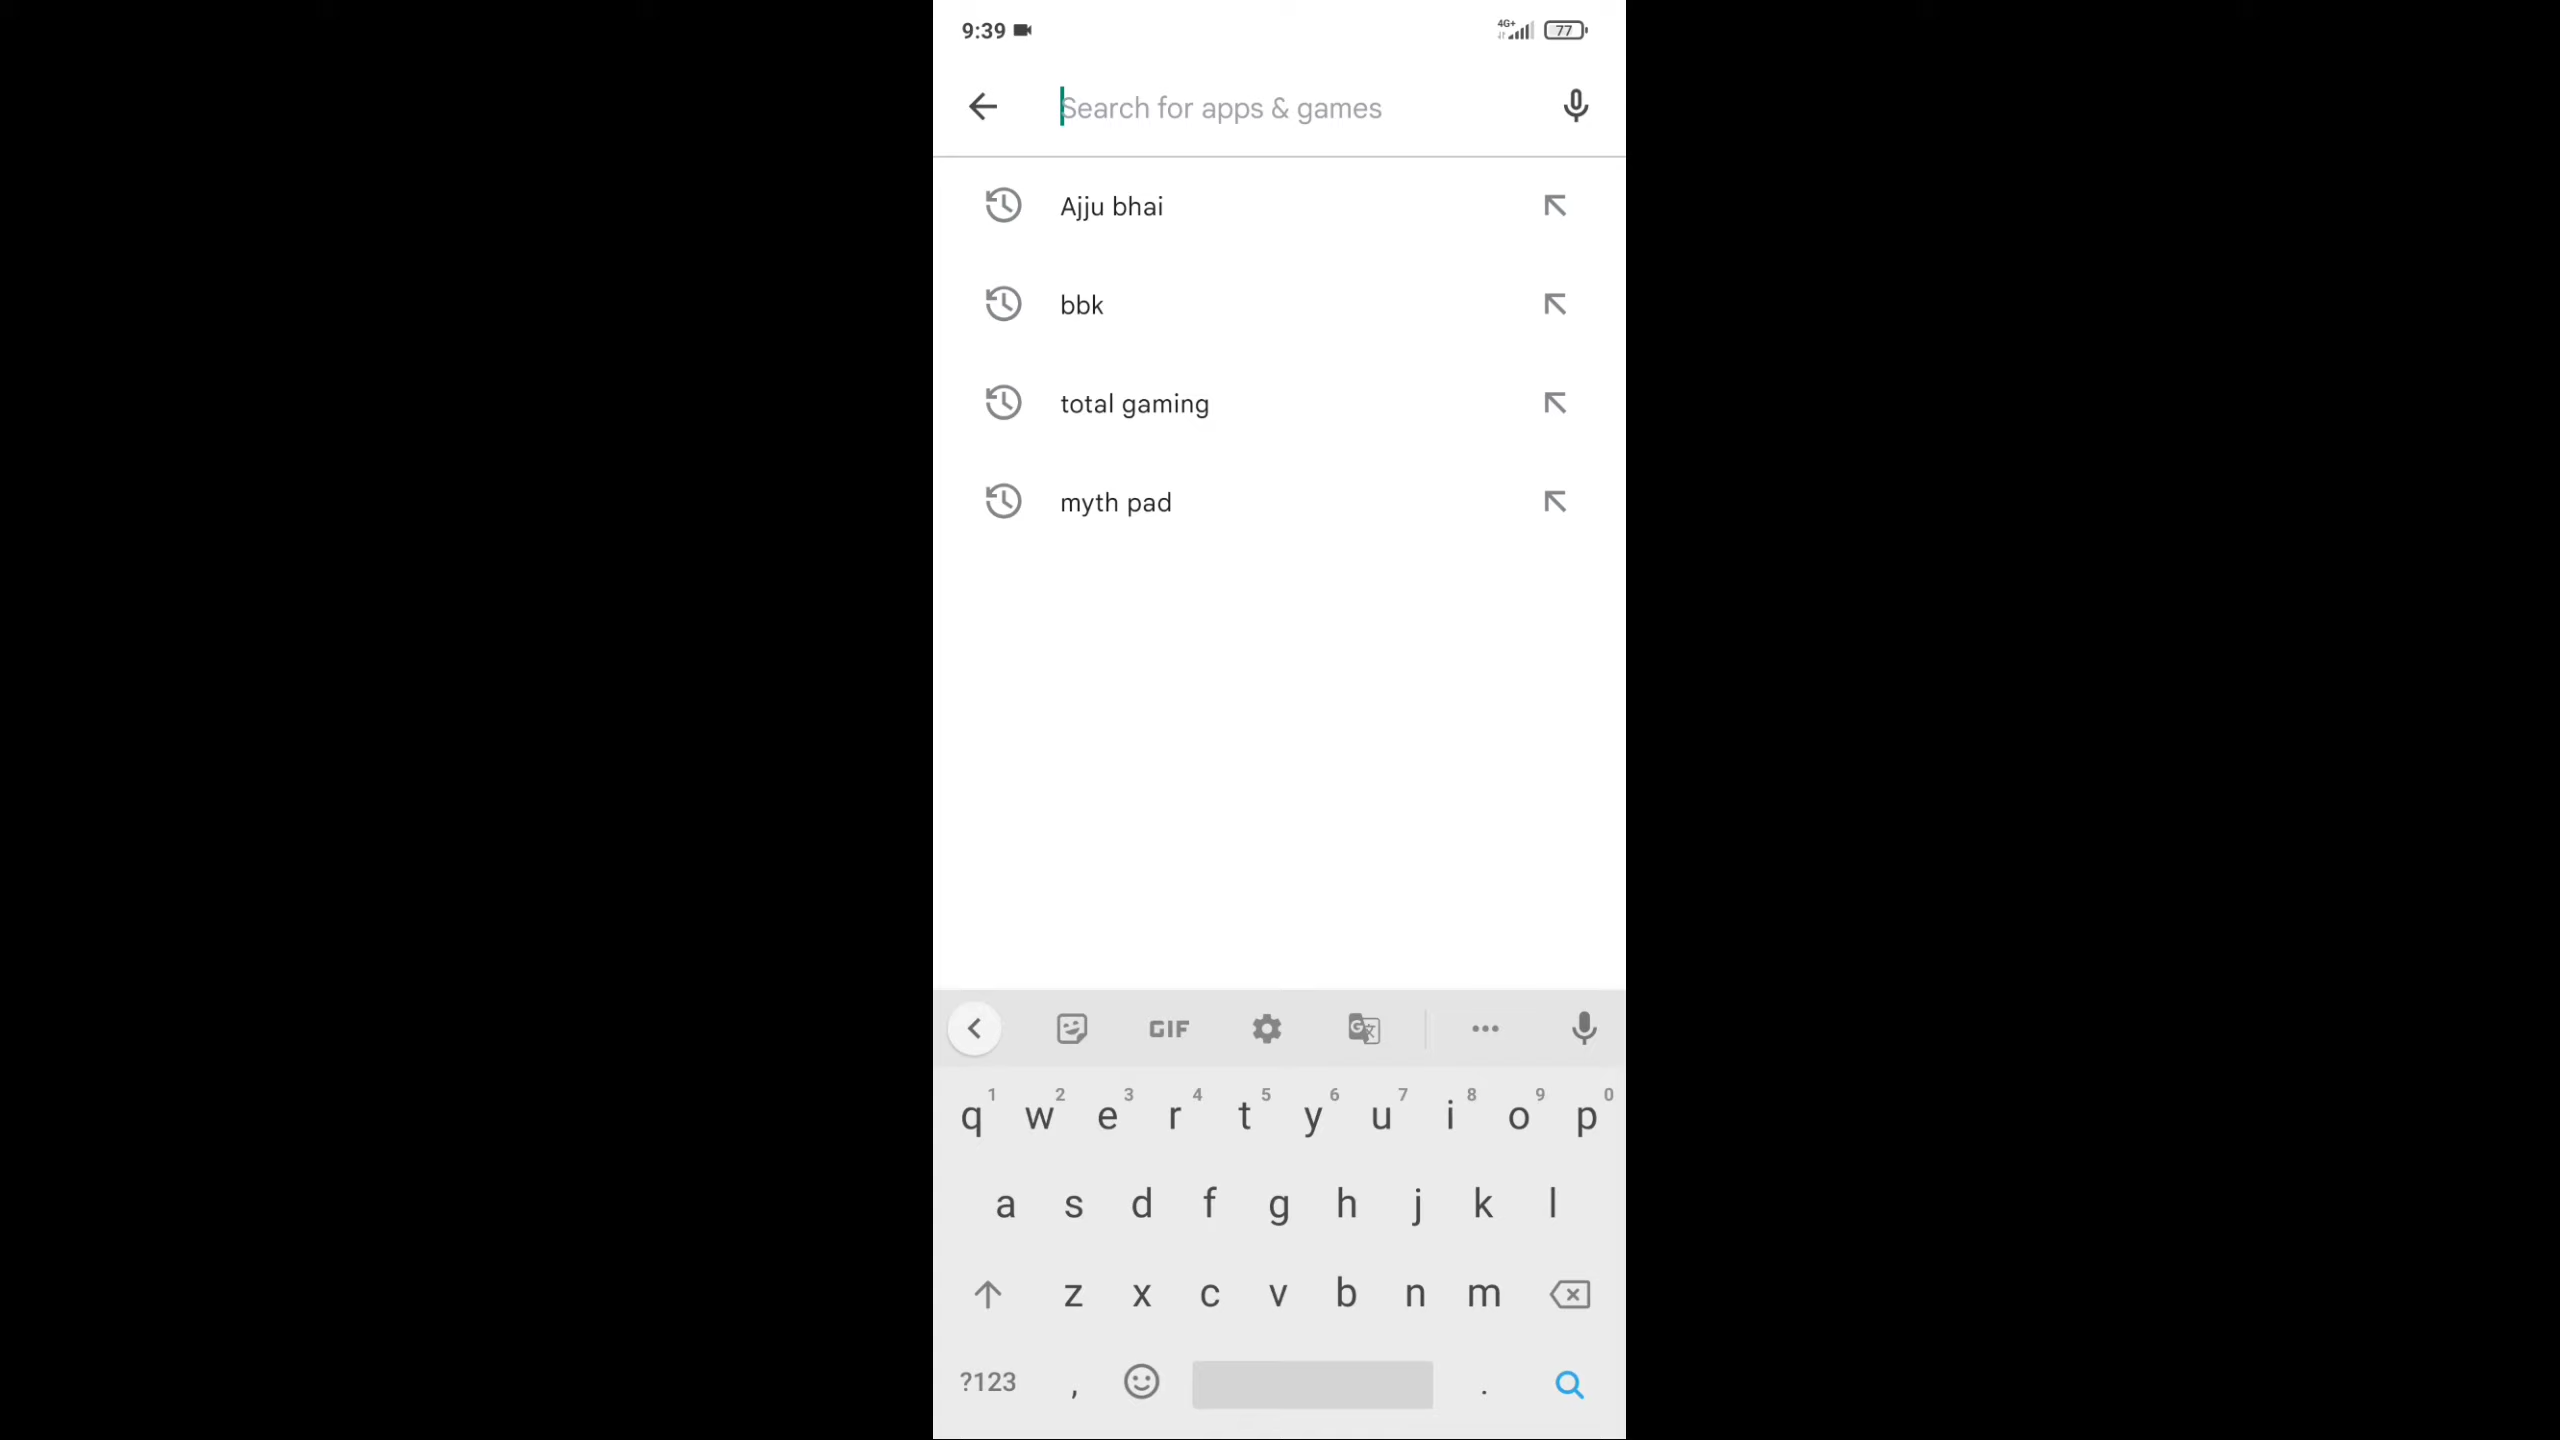 9:39
4G+
77
Search for apps & games
Ajju bhai
bbk
total gaming
myth pad
GIF
1 2 3 4 5 6 7 8 9 0
q w e r t y u i o p
a s d f g h j k l
z x c v b n m
?123 , .